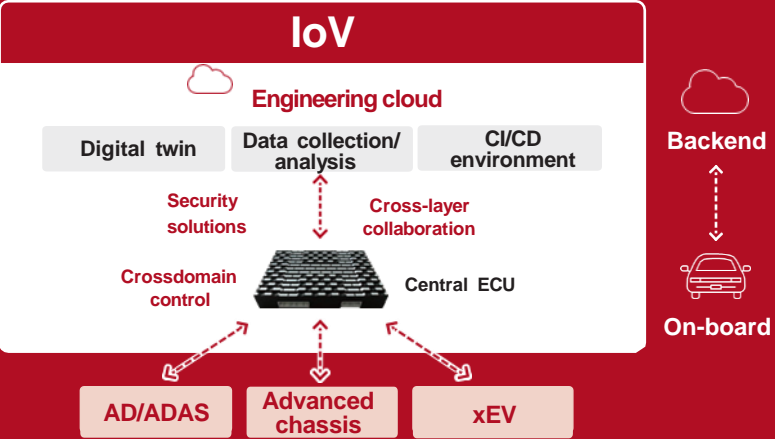 IoV
Engineering cloud
Digital twin
Data collection/
analysis
CI/CD
environment
Security
solutions
Cross-layer
collaboration
Crossdomain
control
Central ECU
AD/ADAS
Advanced
chassis
xEV
Backend
On-board